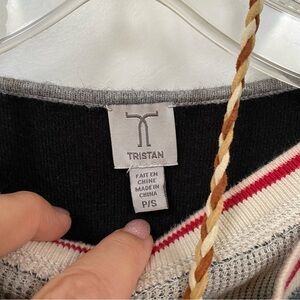 TRISTAN
FAIT EN
CHINE
MADE IN
CHINA
P/S